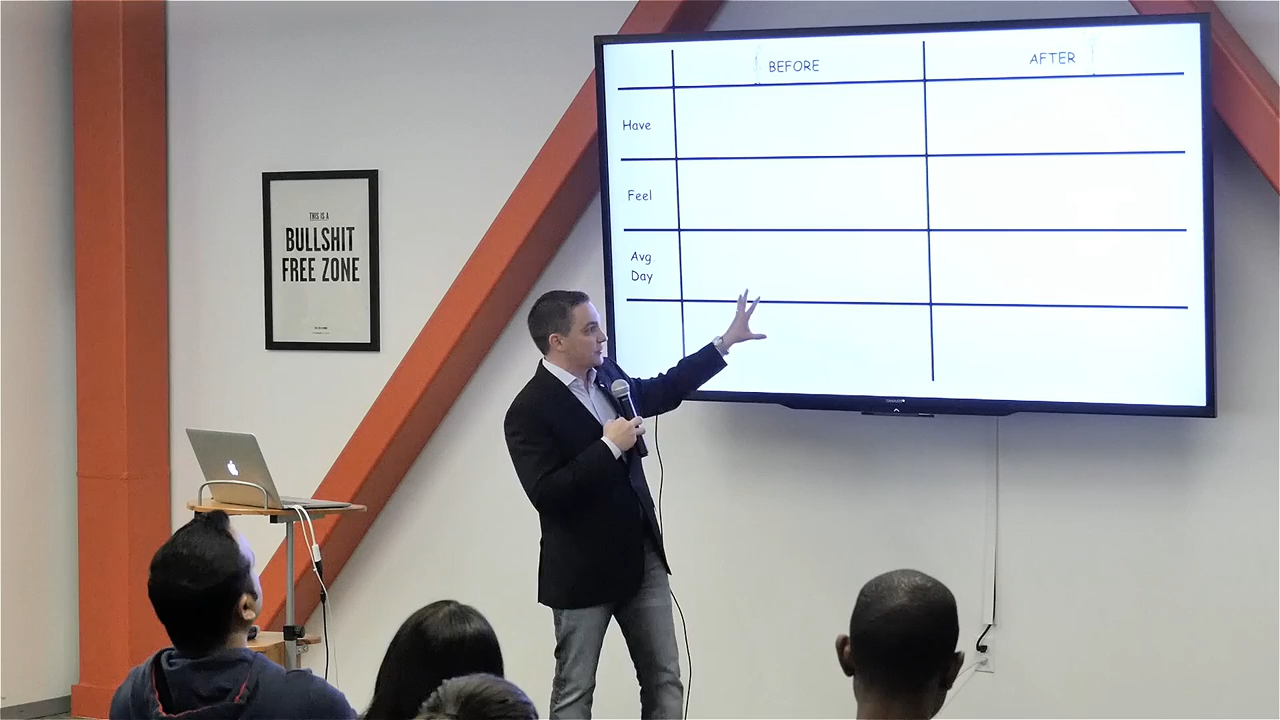 BEFORE AFTER
Have
Feel
Avg
Day
THIS IS A
BULLSHIT
FREE ZONE